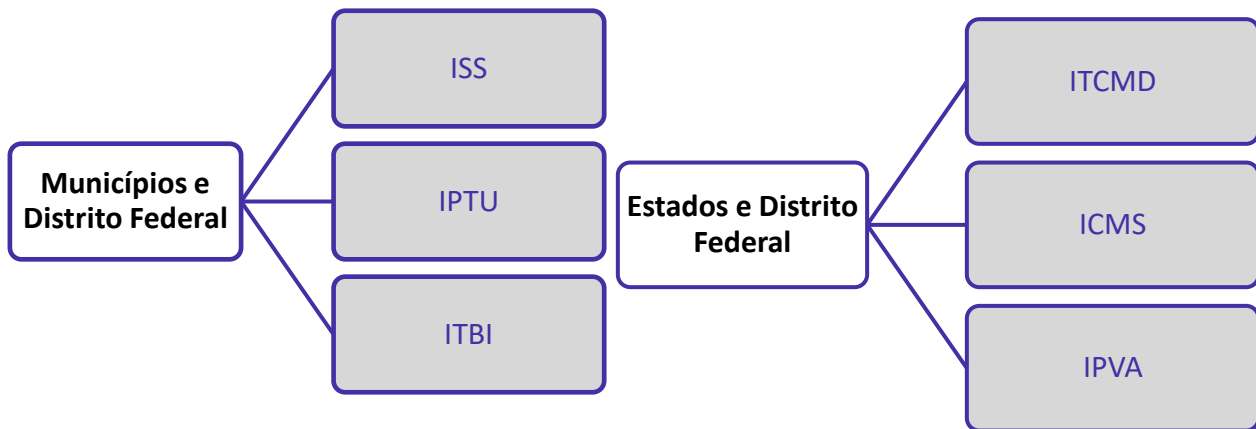 Municípios e
Distrito Federal
ISS
IPTU
ITBI
Estados e Distrito
Federal
ITCMD
ICMS
IPVA